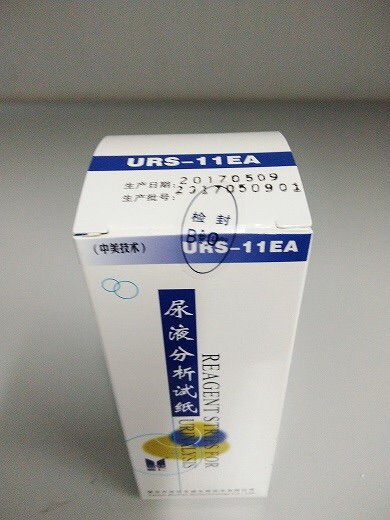 URS-11EA
生产日期:20170509
生产批号:2017050901
检封
Bio
(中美技术)
URS-11EA
尿液分析试纸
REAGENT STRIPS FOR
URINALYSIS